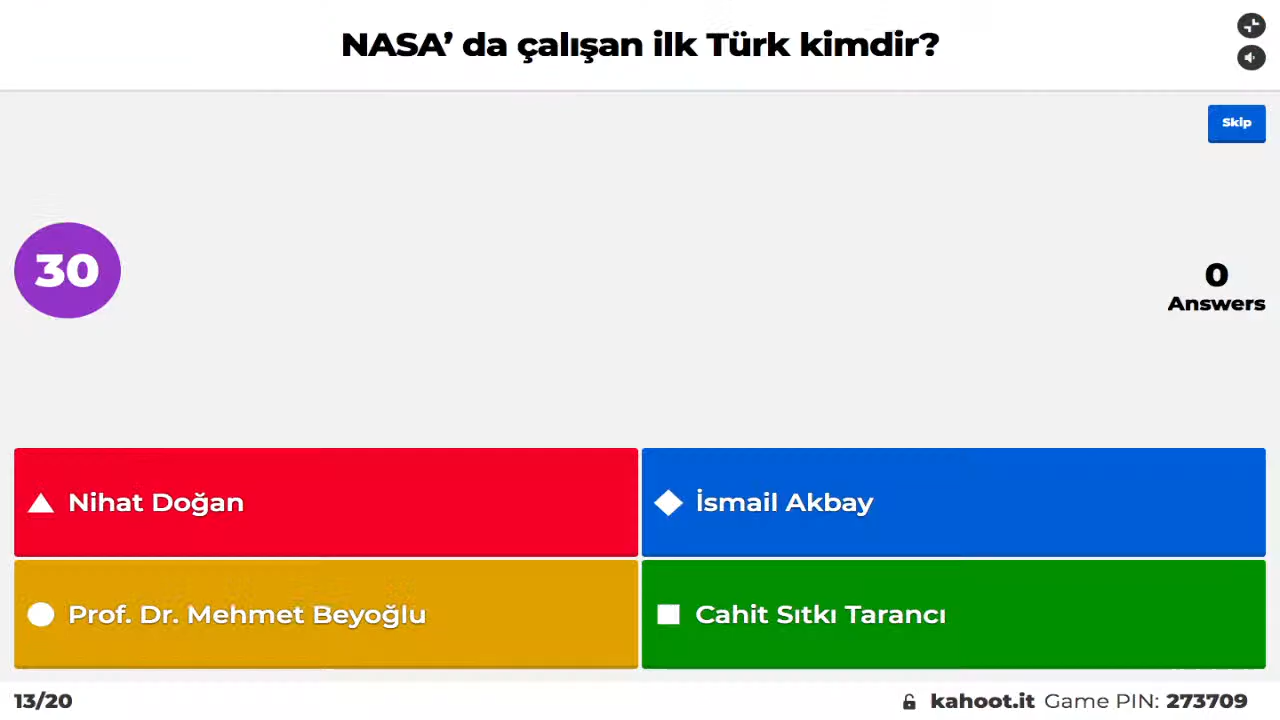 NASA’ da çalışan ilk Türk kimdir?
Skip
30
0
Answers
Nihat Doğan
İsmail Akbay
Prof. Dr. Mehmet Beyoğlu
Cahit Sıtkı Tarancı
13/20
kahoot.it Game PIN: 273709